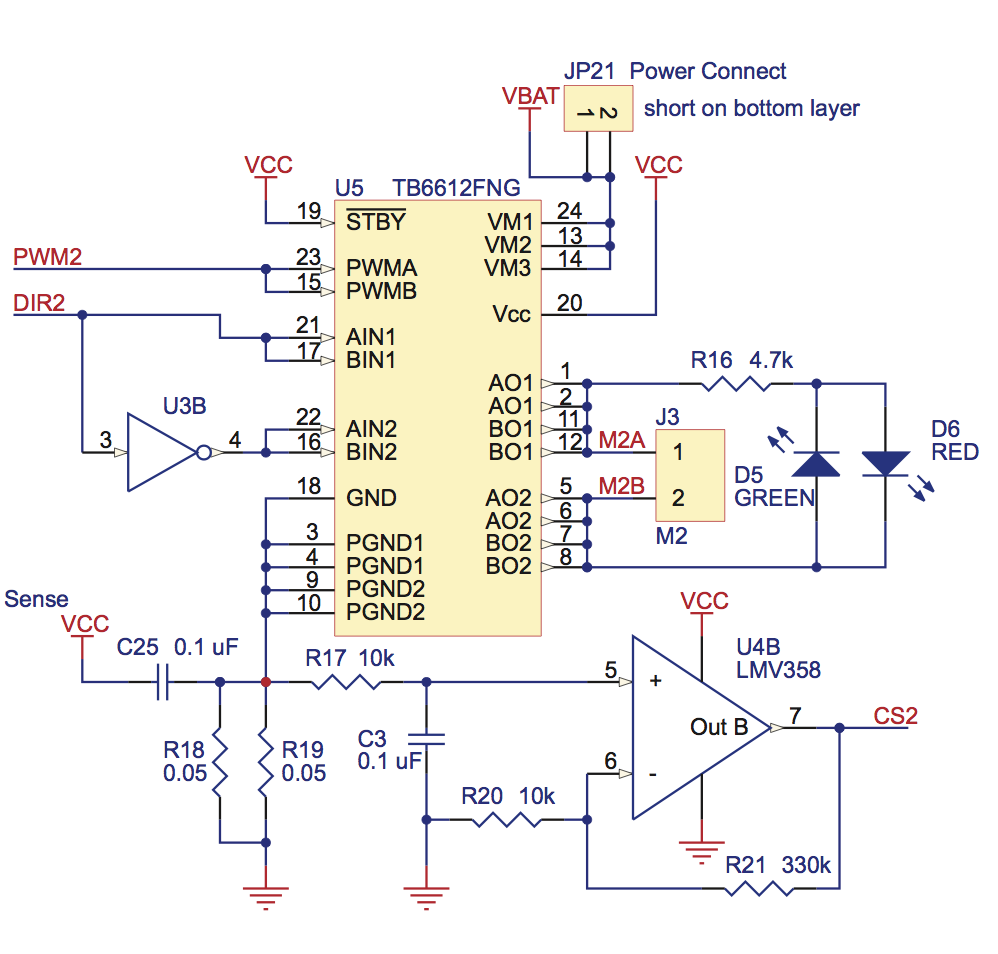 JP21 Power Connect
VBAT
1 2
short on bottom layer
VCC
VCC
U5 TB6612FNG
19 STBY
VM1 24
VM2 13
PWM2
23 PWMA
VM3 14
15 PWMB
DIR2
Vcc 20
21 AIN1
17 BIN1
R16 4.7k
AO1 1
AO1 2
U3B
J3
22 AIN2
BO1 11
D6
3
4
16 BIN2
BO1 12
M2A
1
RED
D5
18 GND
AO2 5
M2B
2
GREEN
AO2 6
3 PGND1
BO2 7
M2
4 PGND1
BO2 8
9 PGND2
10 PGND2
Sense
VCC
VCC
C25 0.1 uF
R17 10k
U4B
LMV358
5
+
7
CS2
Out B
C3
0.1 uF
R18
0.05
R19
0.05
6
-
R20 10k
R21 330k